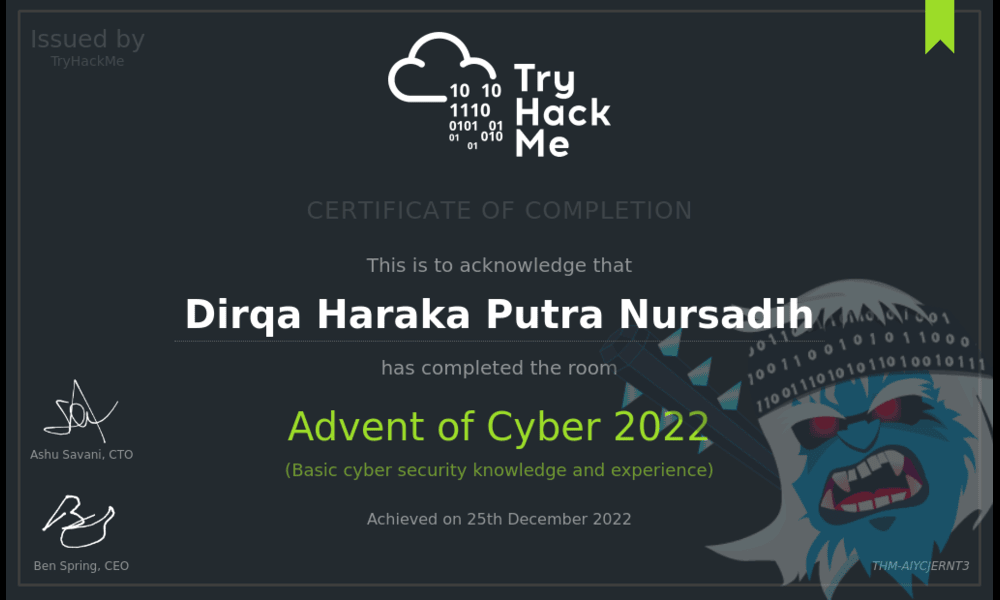 Issued by
TryHackMe
10 10
1110
0101 01
01 01 010
Try
Hack
Me
CERTIFICATE OF COMPLETION
This is to acknowledge that
Dirqa Haraka Putra Nursadih
has completed the room
Advent of Cyber 2022
(Basic cyber security knowledge and experience)
Achieved on 25th December 2022
Ashu Savani, CTO
Ben Spring, CEO
THM-AIYCJERNT3